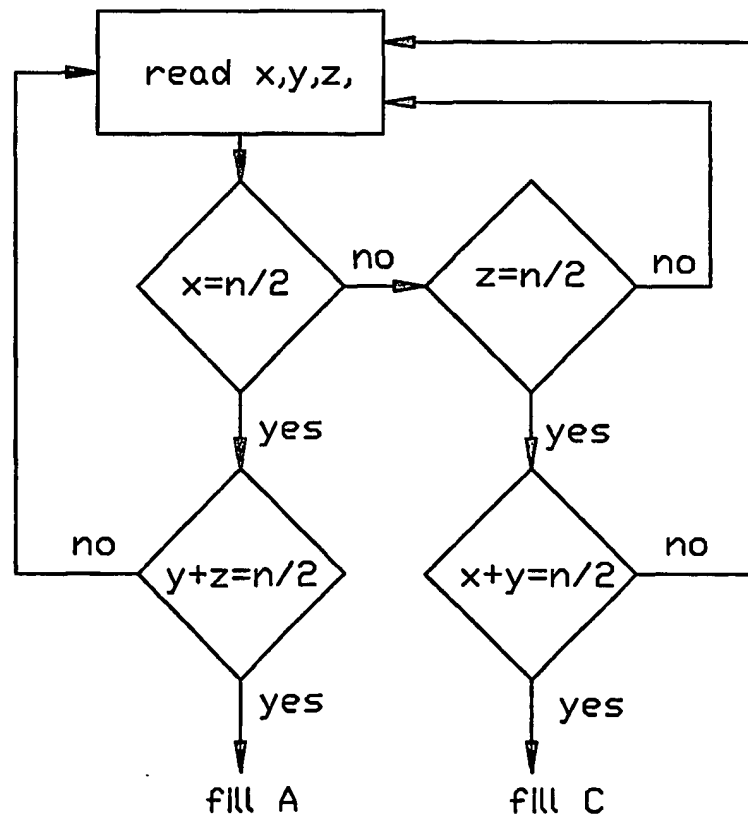 read x,y,z,
x=n/2
no
z=n/2
no
yes
yes
no
y+z=n/2
x+y=n/2
no
yes
yes
fill A
fill C